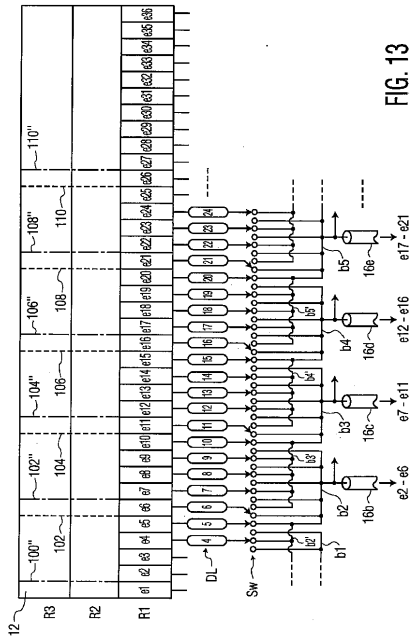 12
100" 102" 104" 106" 108" 110"
102 104 106 108 110
R3
R2
R1 e1 e2 e3 e4 e5 e6 e7 e8 e9 e10 e11 e12 e13 e14 e15 e16 e17 e18 e19 e20 e21 e22 e23 e24 e25 e26 e27 e28 e29 e30 e31 e32 e33 e34 e35 e36
DL 4 5 6 7 8 9 10 11 12 13 14 15 16 17 18 19 20 21 22 23 24
Sw
b2' b3' b4' b5'
b1 b2 b3 b4 b5
16b 16c 16d 16e
e2 - e6 e7 - e11 e12 - e16 e17 - e21
FIG. 13